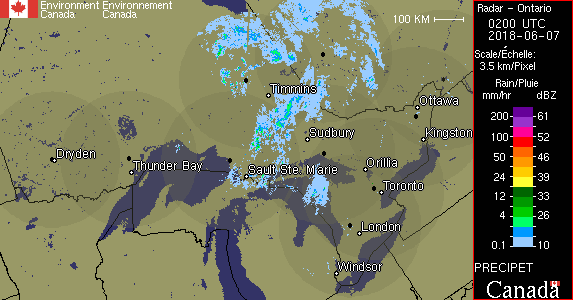 Environment Environnement
Canada Canada
100 KM
Timmins
Ottawa
Sudbury
Kingston
Dryden
Thunder Bay
Sault Ste. Marie
Orillia
Toronto
London
Windsor
Radar - Ontario
0200 UTC
2018-06-07
Scale/Échelle:
3.5 km/Pixel
Rain/Pluie
mm/hr dBZ
200 61
100 52
50 46
24 39
12 33
4 26
0.1 10
PRECIPET
Canada